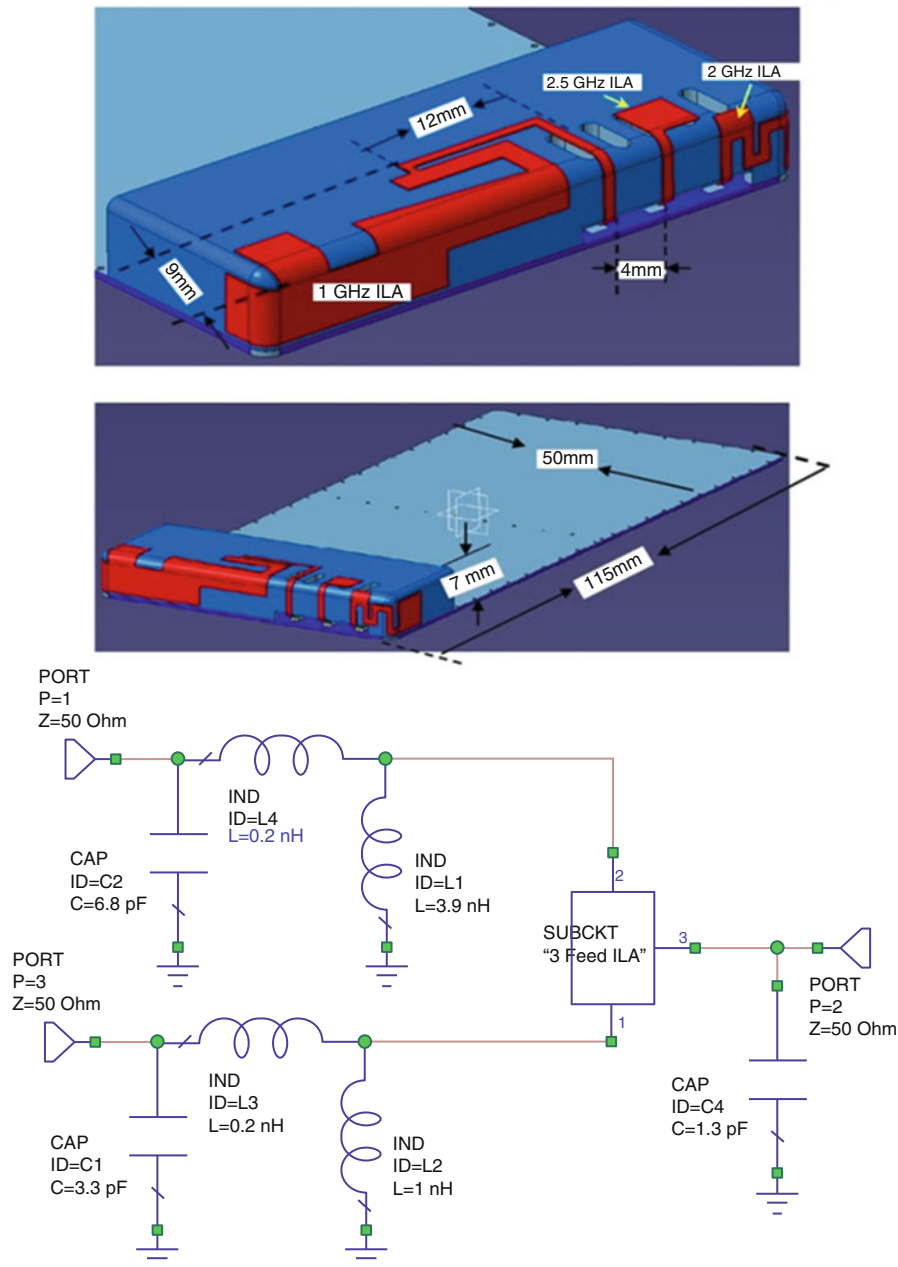 2.5 GHz ILA
2 GHz ILA
12mm
9mm
1 GHz ILA
4mm
50mm
7 mm
115mm
PORT
P=1
Z=50 Ohm
IND
ID=L4
L=0.2 nH
CAP
ID=C2
C=6.8 pF
IND
ID=L1
L=3.9 nH
2
SUBCKT
“3 Feed ILA”
3
1
PORT
P=3
Z=50 Ohm
PORT
P=2
Z=50 Ohm
IND
ID=L3
L=0.2 nH
CAP
ID=C1
C=3.3 pF
IND
ID=L2
L=1 nH
CAP
ID=C4
C=1.3 pF